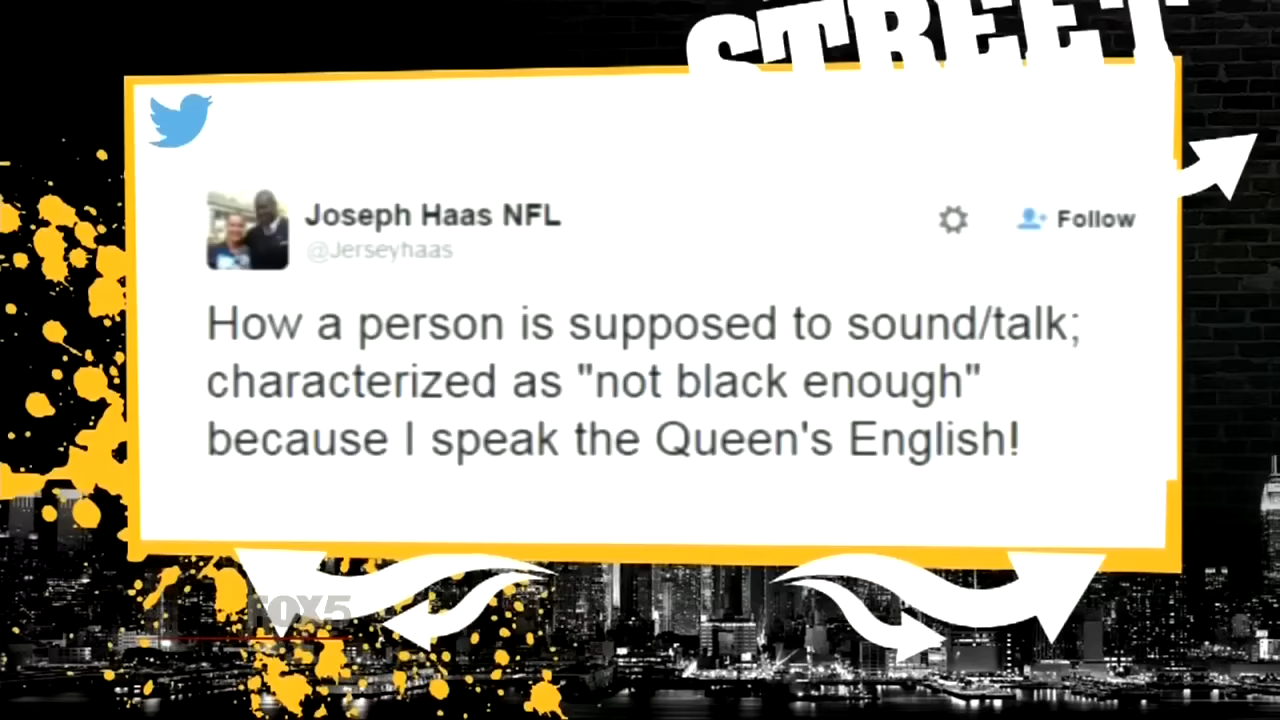 STREET
Joseph Haas NFL
Follow
@Jerseyhaas
How a person is supposed to sound/talk;
characterized as "not black enough"
because I speak the Queen's English!
FOX5